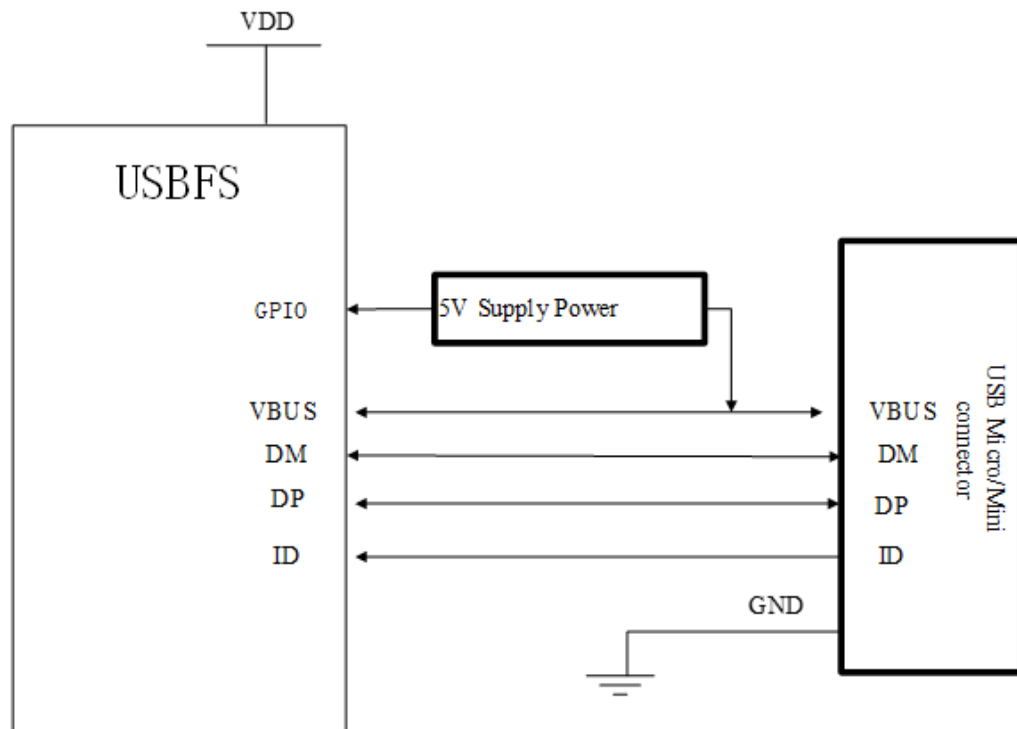 VDD
USBFS
GPIO
5V Supply Power
VBUS
DM
DP
ID
VBUS
DM
DP
ID
USB Micro/Mini
connector
GND